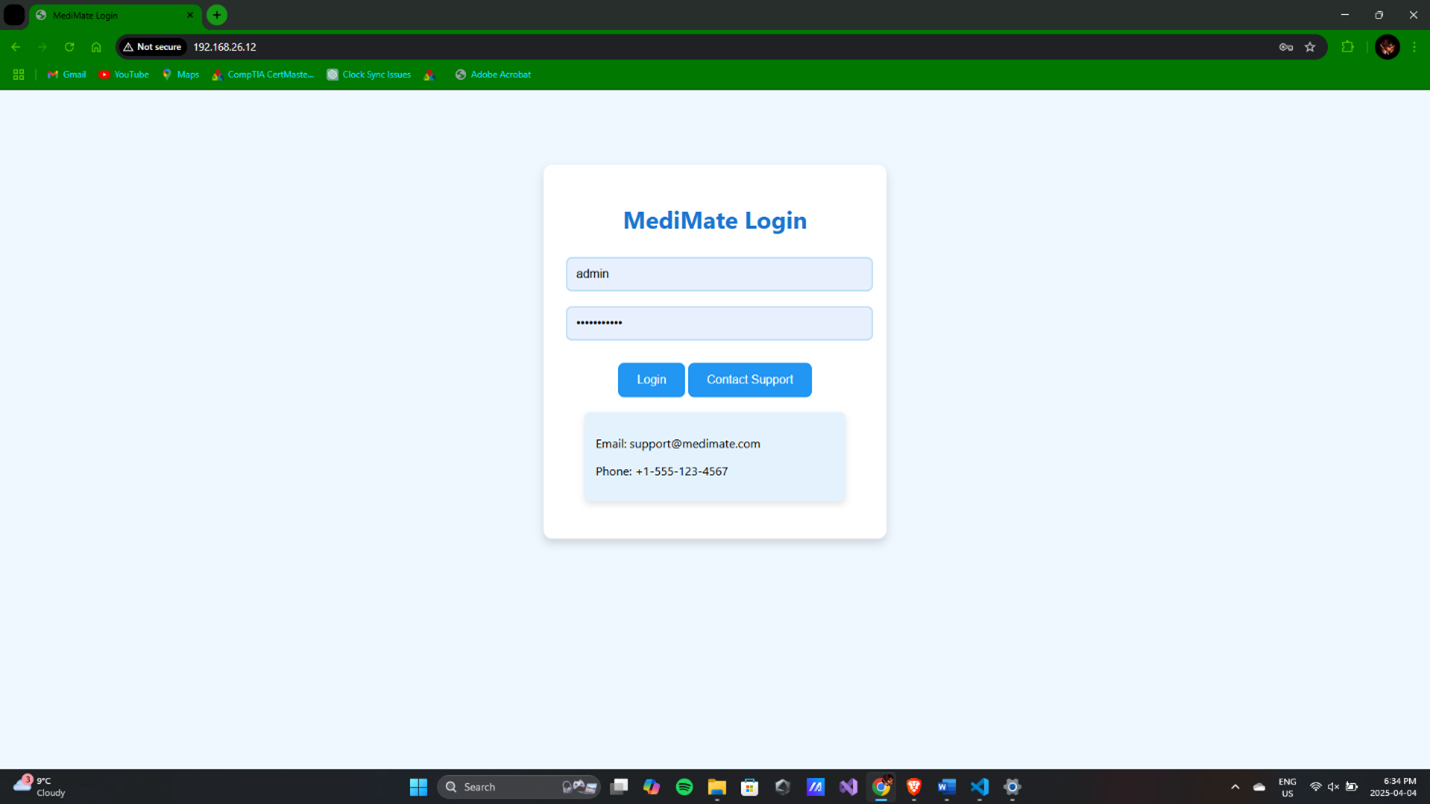 MediMate Login
Not secure 192.168.26.12
Gmail YouTube Maps CompTIA CertMaste... Clock Sync Issues Adobe Acrobat
MediMate Login
admin
•••••••••••
Login Contact Support
Email: support@medimate.com
Phone: +1-555-123-4567
3 9°C
Cloudy
Search
ENG
US
6:34 PM
2025-04-04